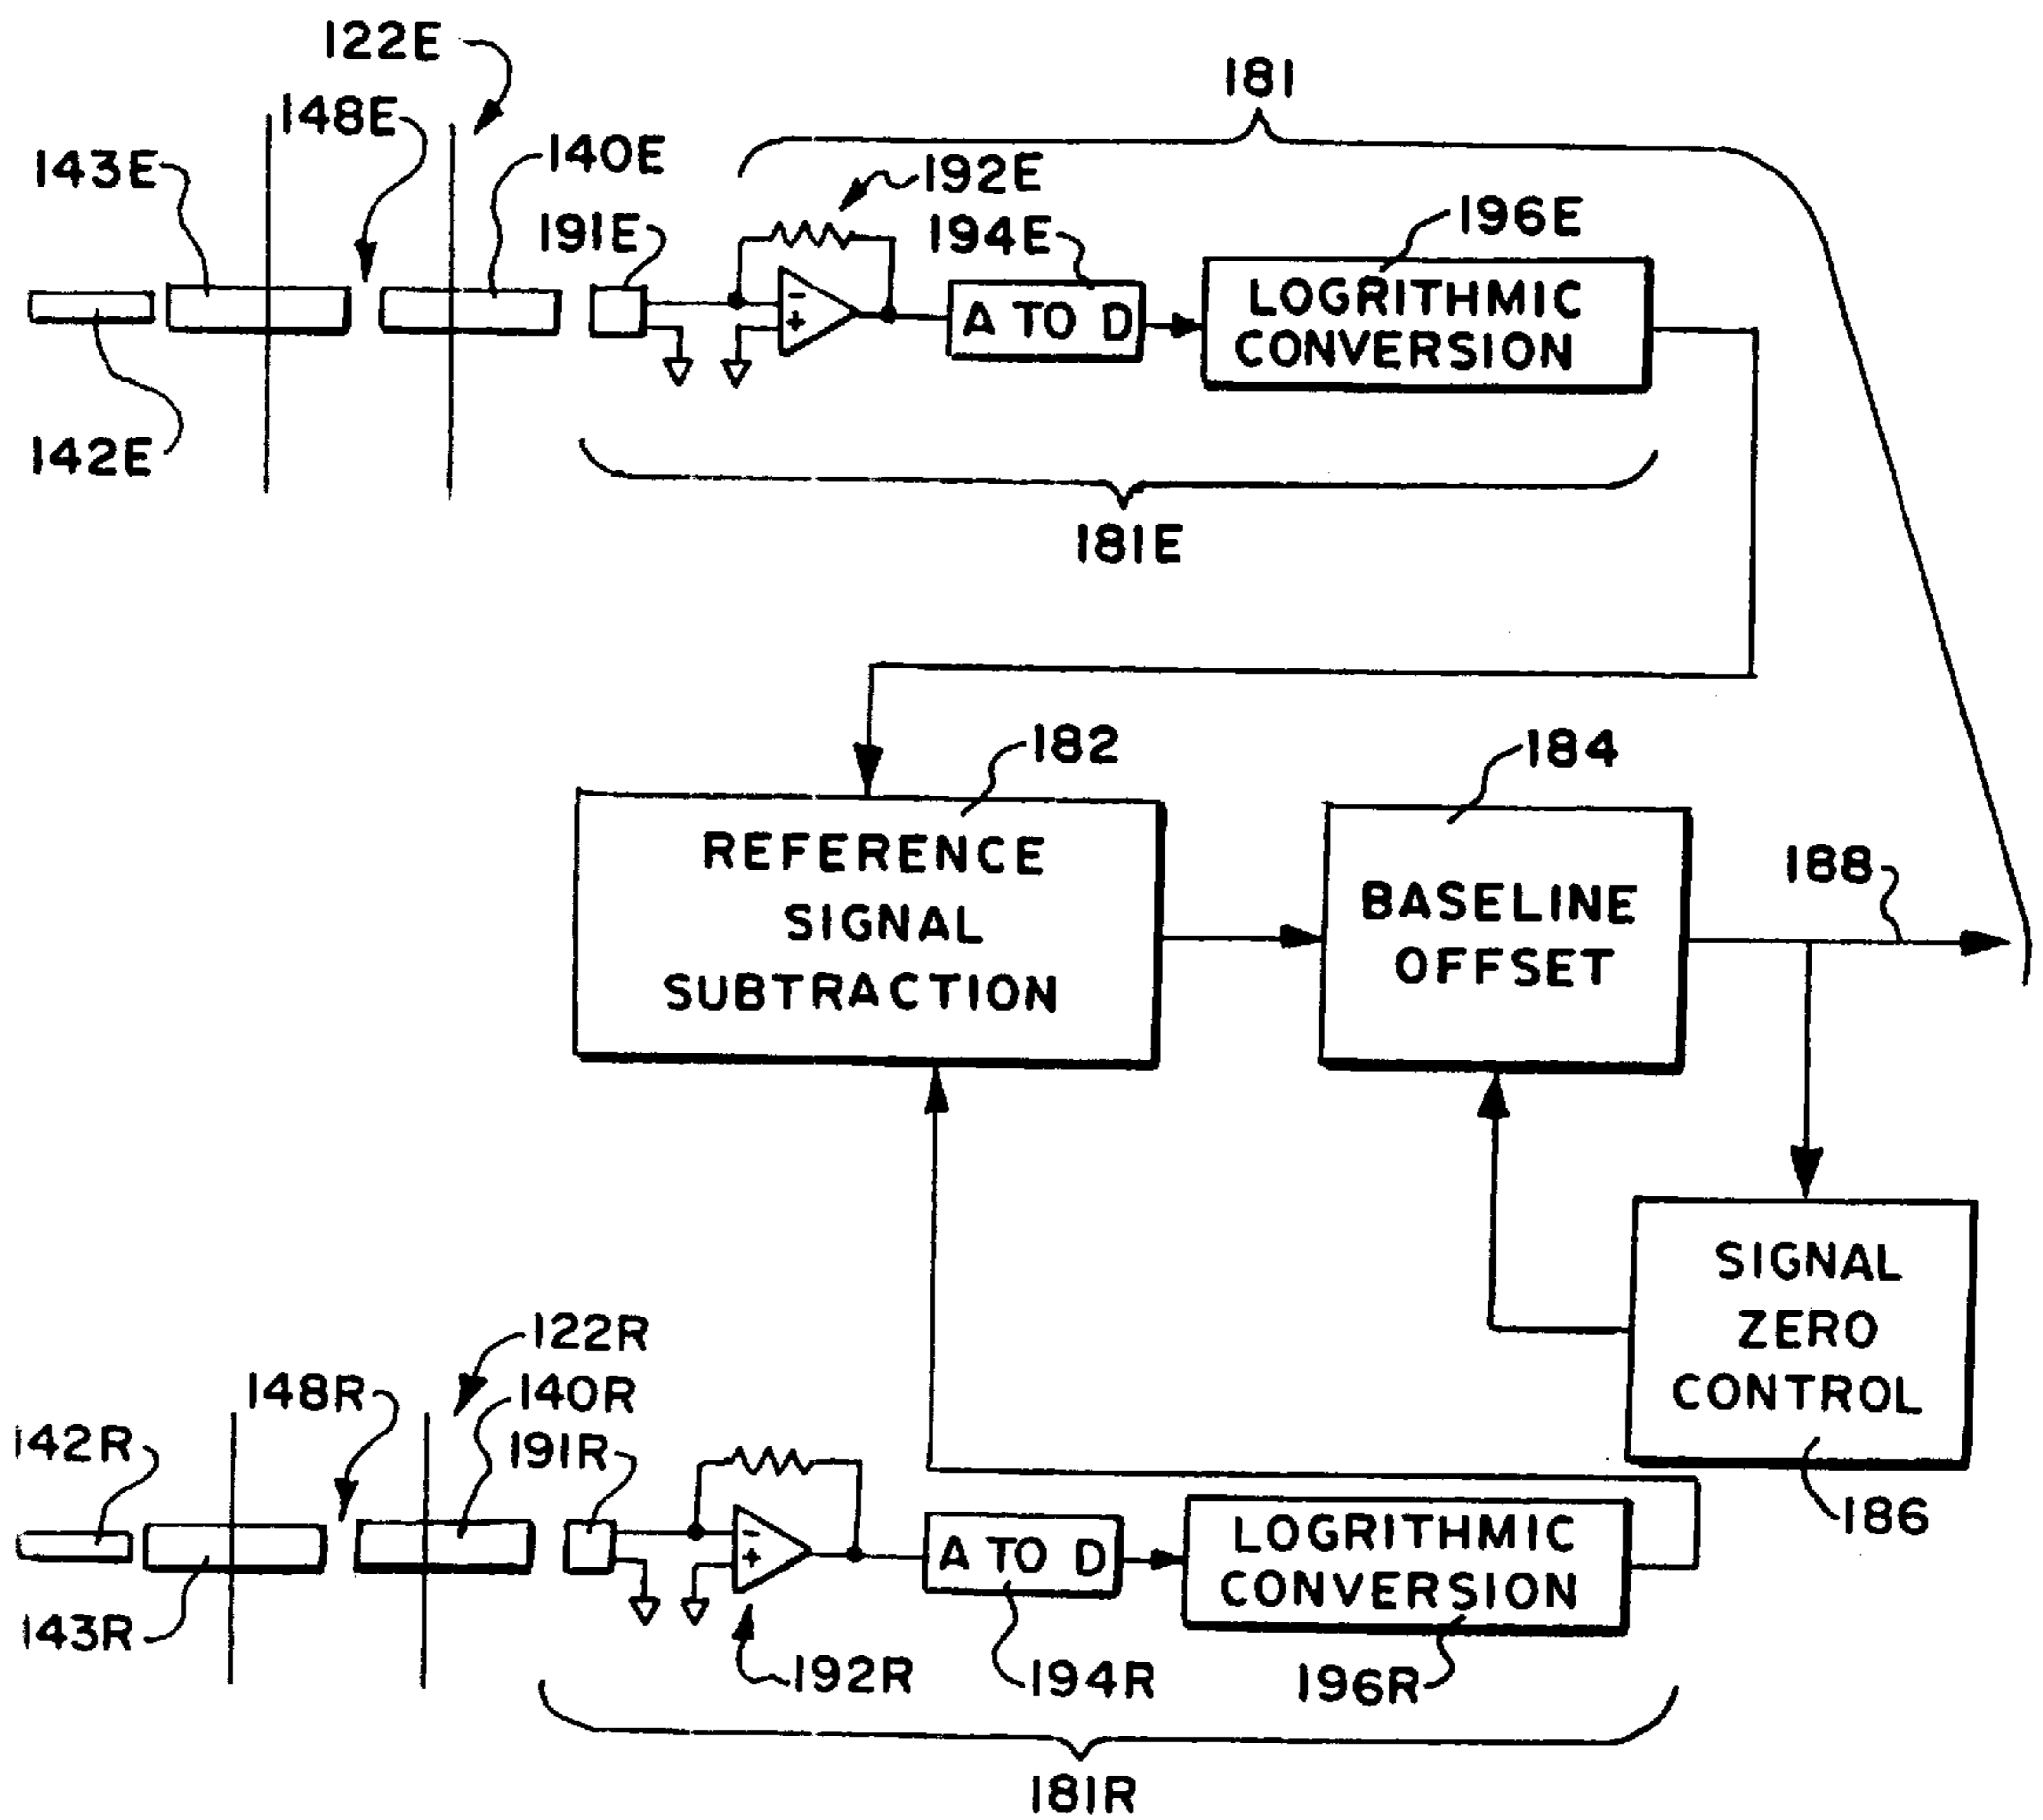 122E
181
148E
143E
140E
192E
191E
194E
196E
-
+
A TO D
LOGRITHMIC
CONVERSION
142E
181E
182
184
REFERENCE
SIGNAL
SUBTRACTION
BASELINE
OFFSET
188
SIGNAL
ZERO
CONTROL
122R
148R
140R
142R
191R
186
-
+
A TO D
LOGRITHMIC
CONVERSION
143R
192R
194R
196R
181R